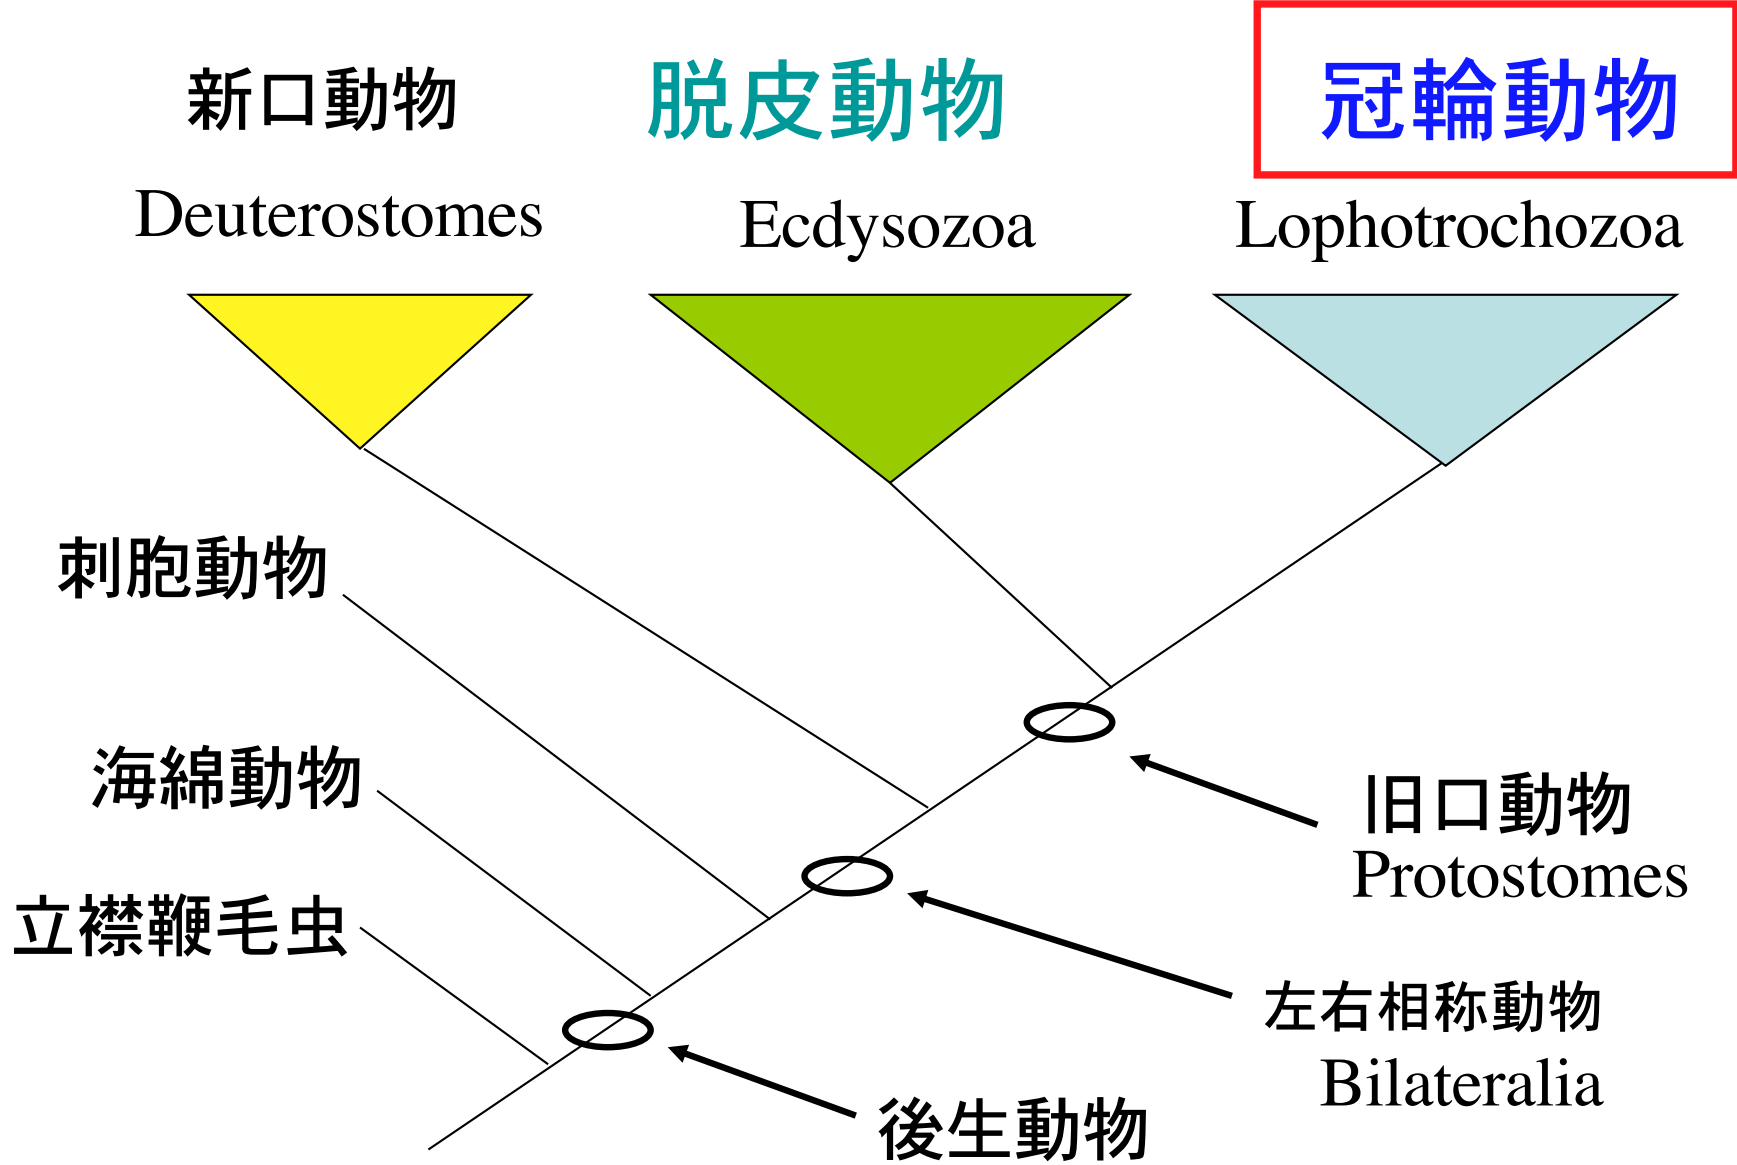 新口動物
Deuterostomes
脱皮動物
Ecdysozoa
冠輪動物
Lophotrochozoa
刺胞動物
海綿動物
立襟鞭毛虫
旧口動物
Protostomes
左右相称動物
Bilateralia
後生動物